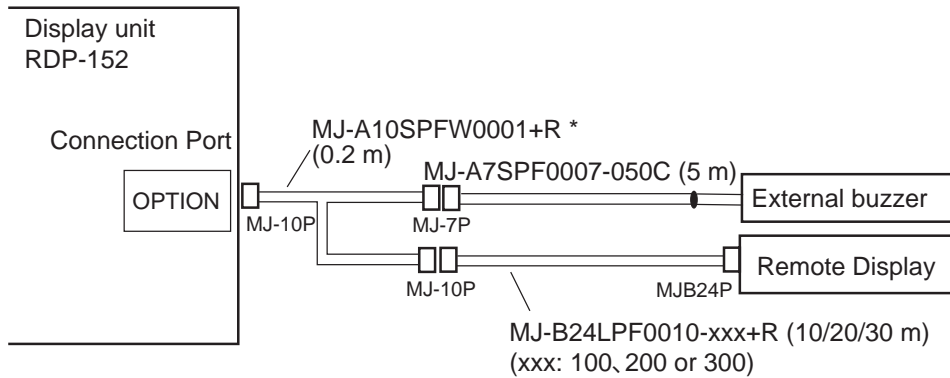 Display unit
RDP-152
Connection Port
OPTION
MJ-10P
MJ-A10SPFW0001+R *
(0.2 m)
MJ-A7SPF0007-050C (5 m)
MJ-7P
External buzzer
MJ-10P
MJB24P
Remote Display
MJ-B24LPF0010-xxx+R (10/20/30 m)
(xxx: 100、200 or 300)